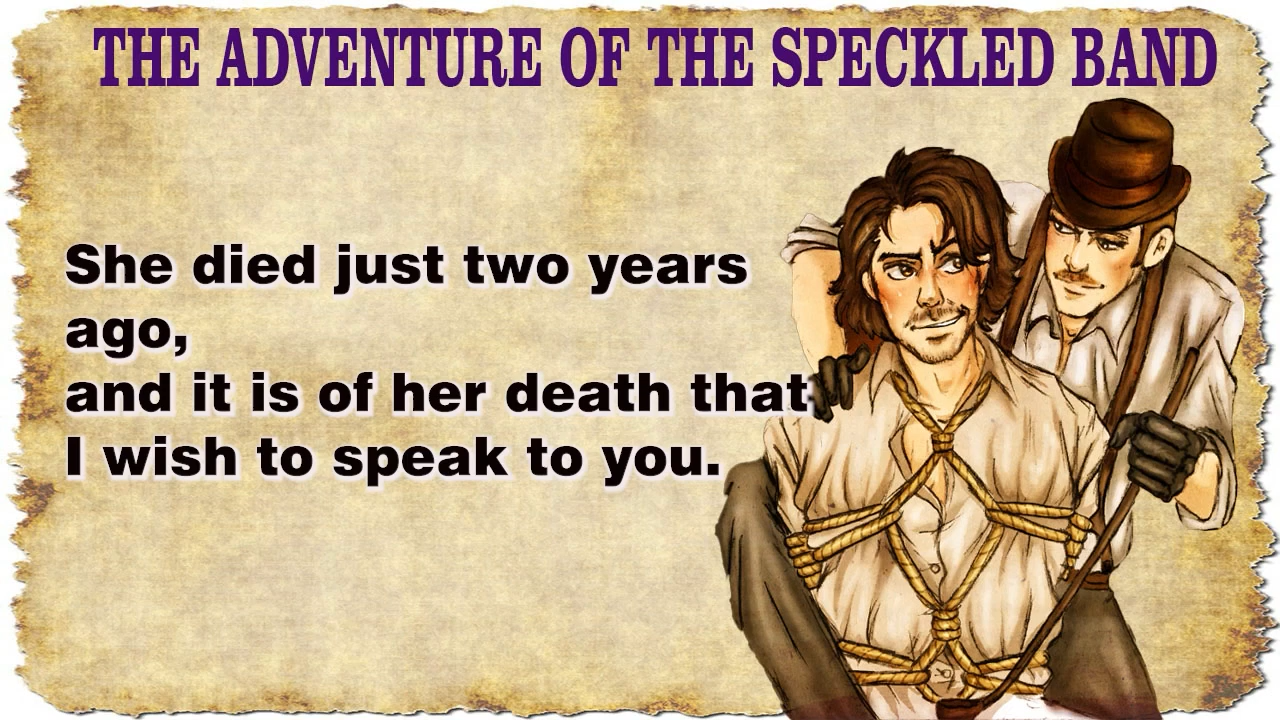 THE ADVENTURE OF THE SPECKLED BAND
She died just two years
ago,
and it is of her death that
I wish to speak to you.